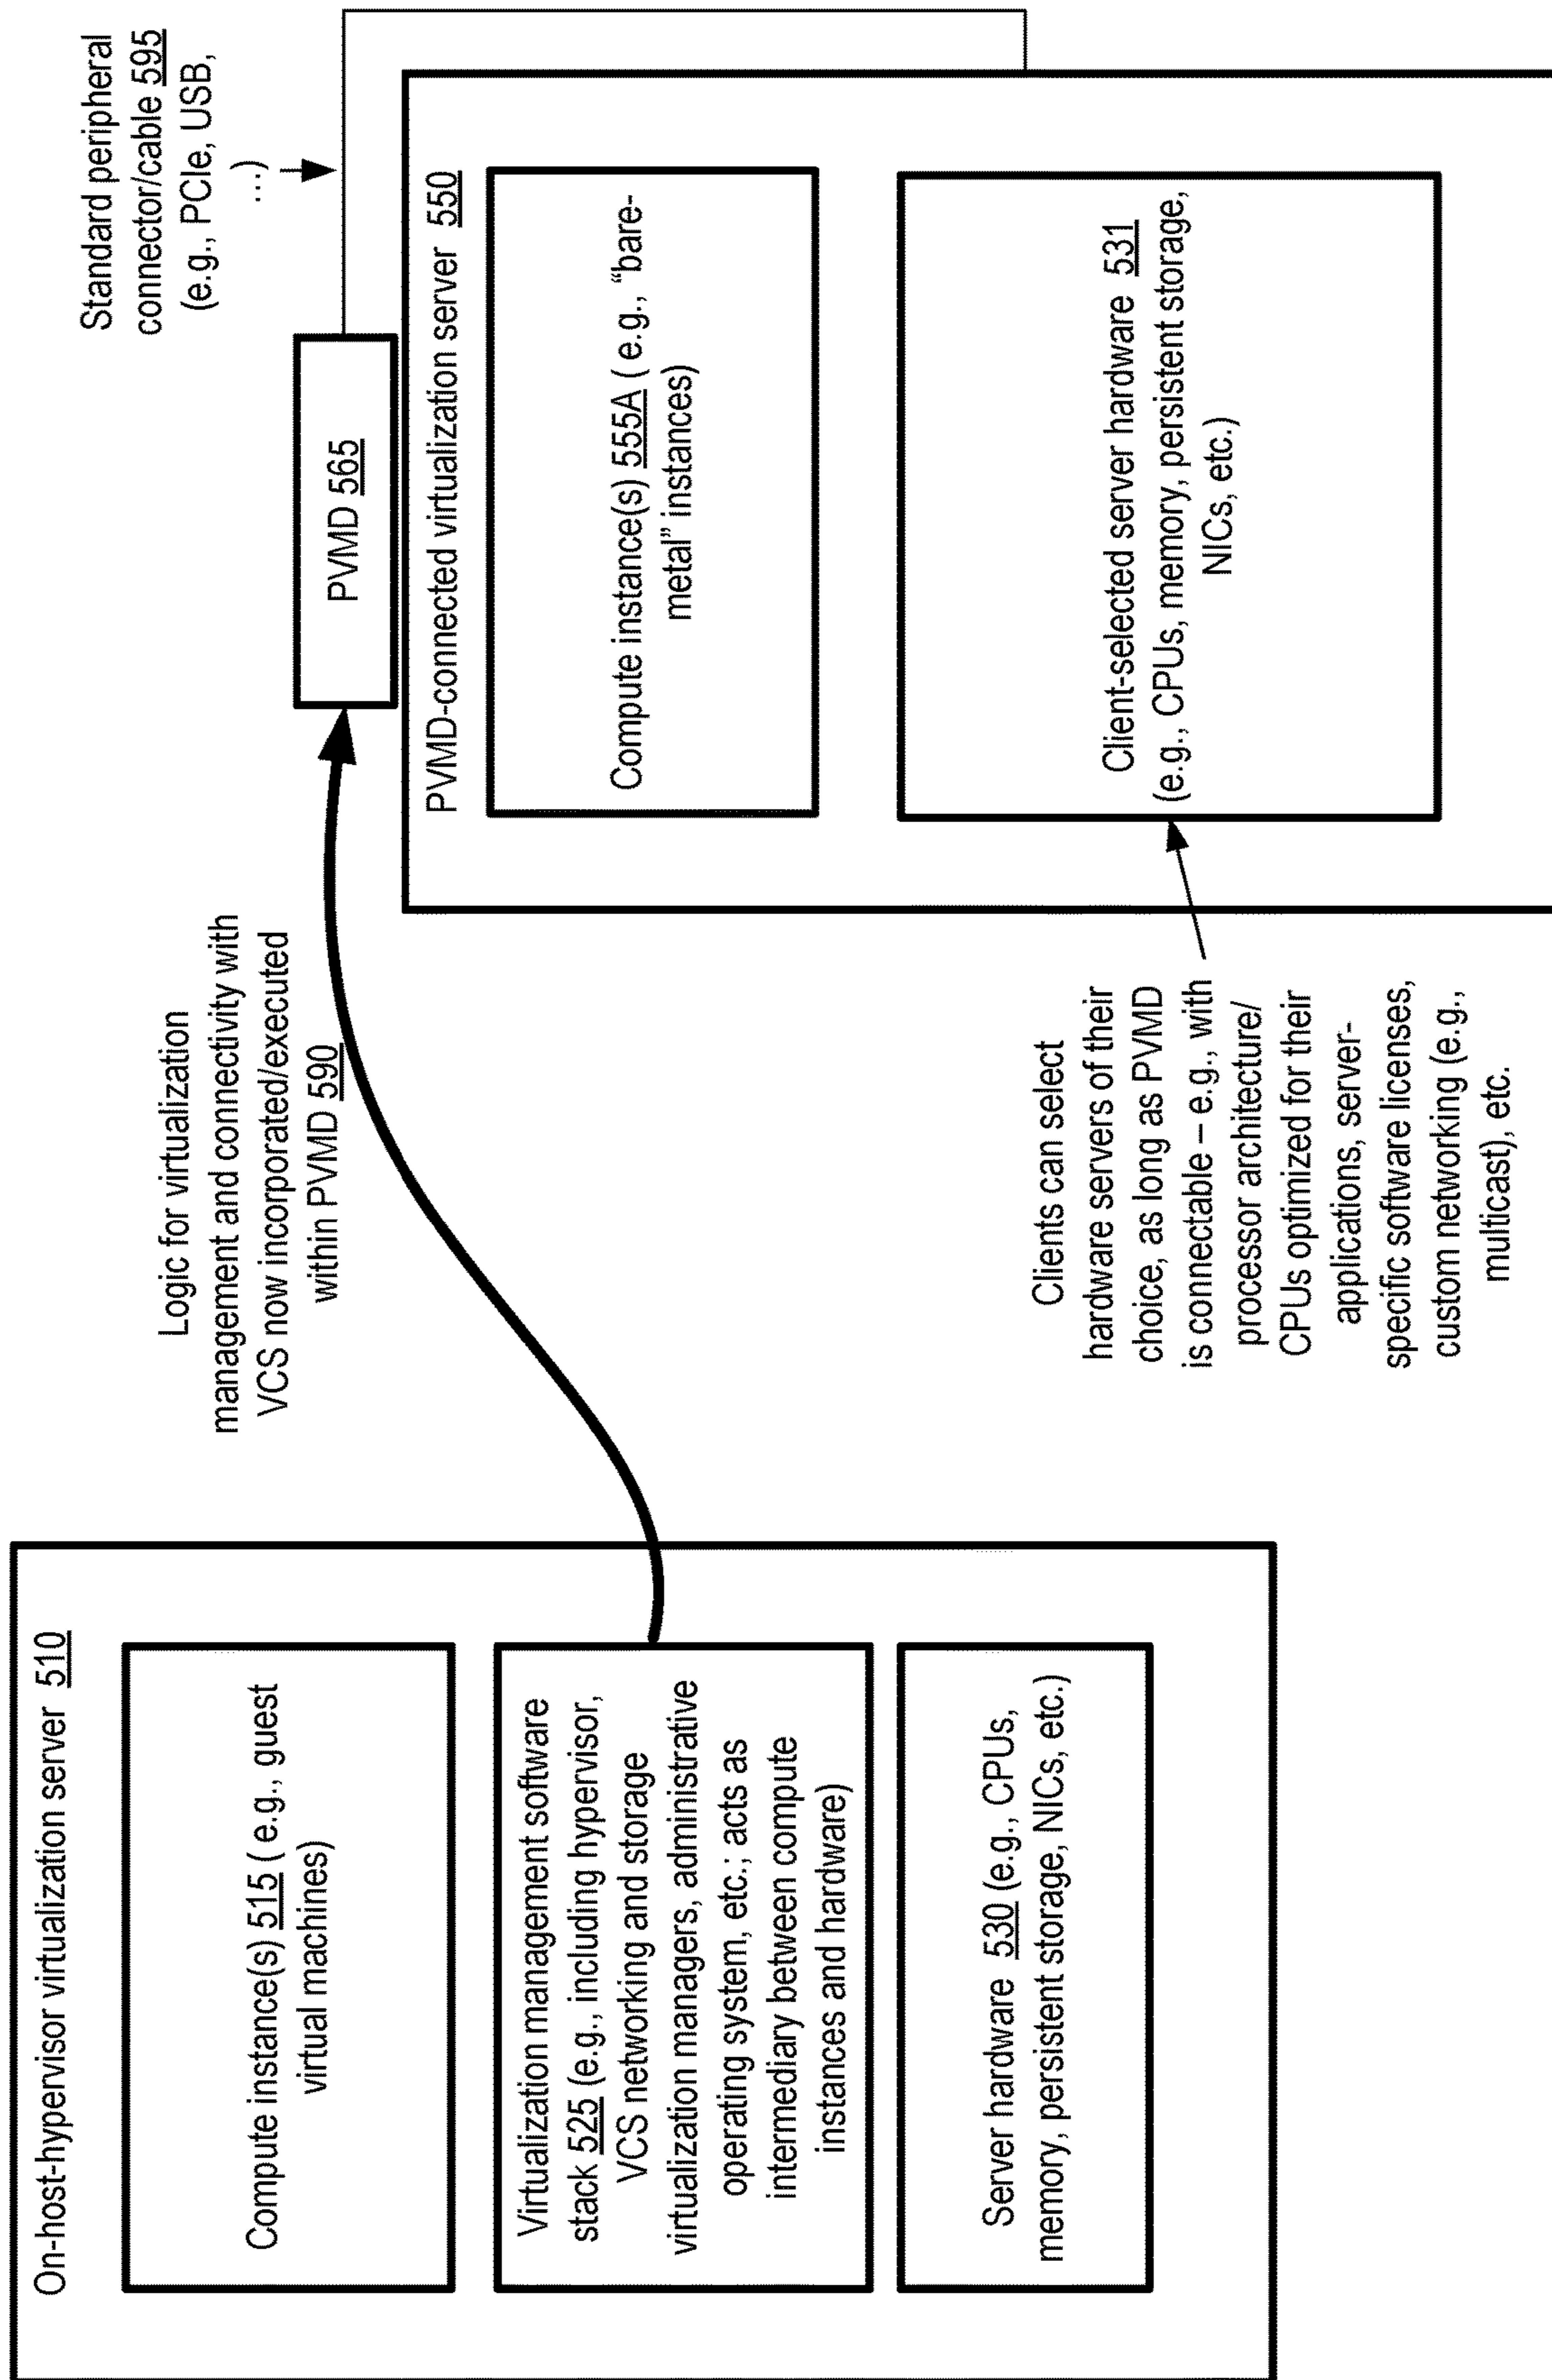 On-host-hypervisor virtualization server 510
Compute instance(s) 515 ( e.g., guest
virtual machines)
Virtualization management software
stack 525 (e.g., including hypervisor,
VCS networking and storage
virtualization managers, administrative
operating system, etc.; acts as
intermediary between compute
instances and hardware)
Server hardware 530 (e.g., CPUs,
memory, persistent storage, NICs, etc.)
Logic for virtualization
management and connectivity with
VCS now incorporated/executed
within PVMD 590
Standard peripheral
connector/cable 595
(e.g., PCIe, USB,
…)
PVMD 565
PVMD-connected virtualization server 550
Compute instance(s) 555A ( e.g., “bare-
metal” instances)
Client-selected server hardware 531
(e.g., CPUs, memory, persistent storage,
NICs, etc.)
Clients can select
hardware servers of their
choice, as long as PVMD
is connectable – e.g., with
processor architecture/
CPUs optimized for their
applications, server-
specific software licenses,
custom networking (e.g.,
multicast), etc.